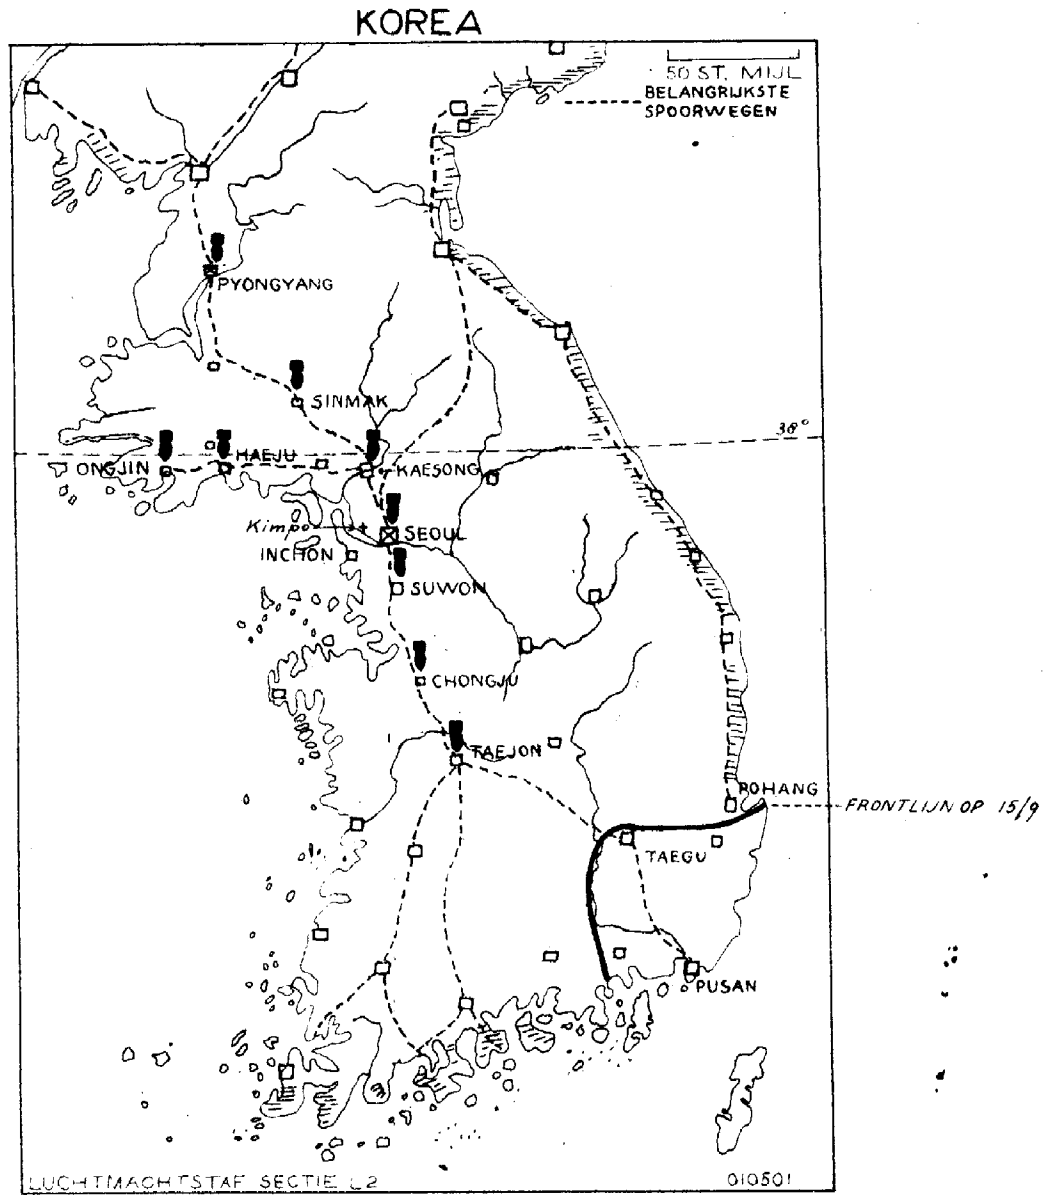 KOREA
50 ST. MIJL
BELANGRIJKSTE
SPOORWEGEN
PYONGYANG
SINMAK
38°
HAEJU
ONGJIN
KAESONG
Kimpo
SEOUL
INCHON
SUWON
CHONGJU
TAEJON
POHANG
FRONTLIJN OP 15/9
TAEGU
PUSAN
LUCHTMACHTSTAF SECTIE L2
010501